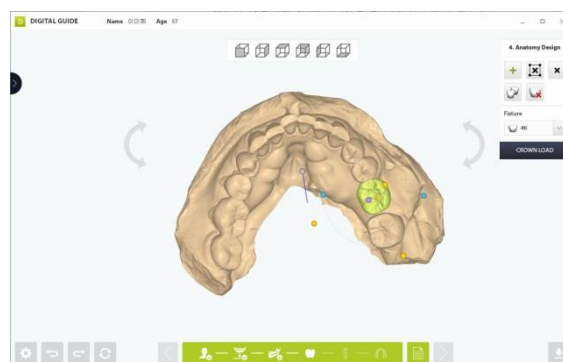 DIGITAL GUIDE
Name
Age 57
4. Anatomy Design
Fixture
46
CROWN LOAD